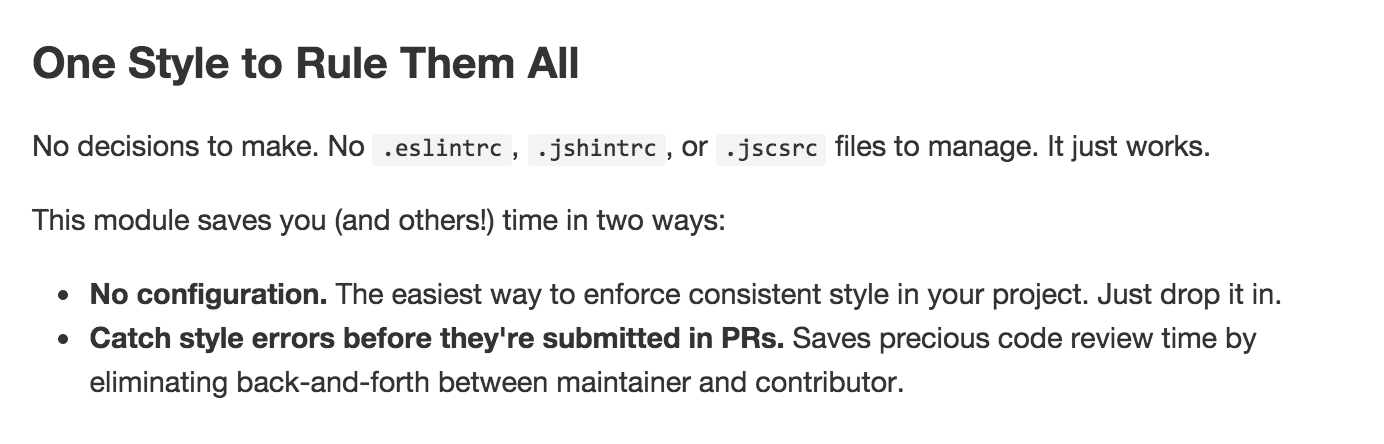 One Style to Rule Them All
No decisions to make. No .eslintrc, .jshintrc, or .jscsrc files to manage. It just works.
This module saves you (and others!) time in two ways:
• No configuration. The easiest way to enforce consistent style in your project. Just drop it in.
• Catch style errors before they're submitted in PRs. Saves precious code review time by
eliminating back-and-forth between maintainer and contributor.